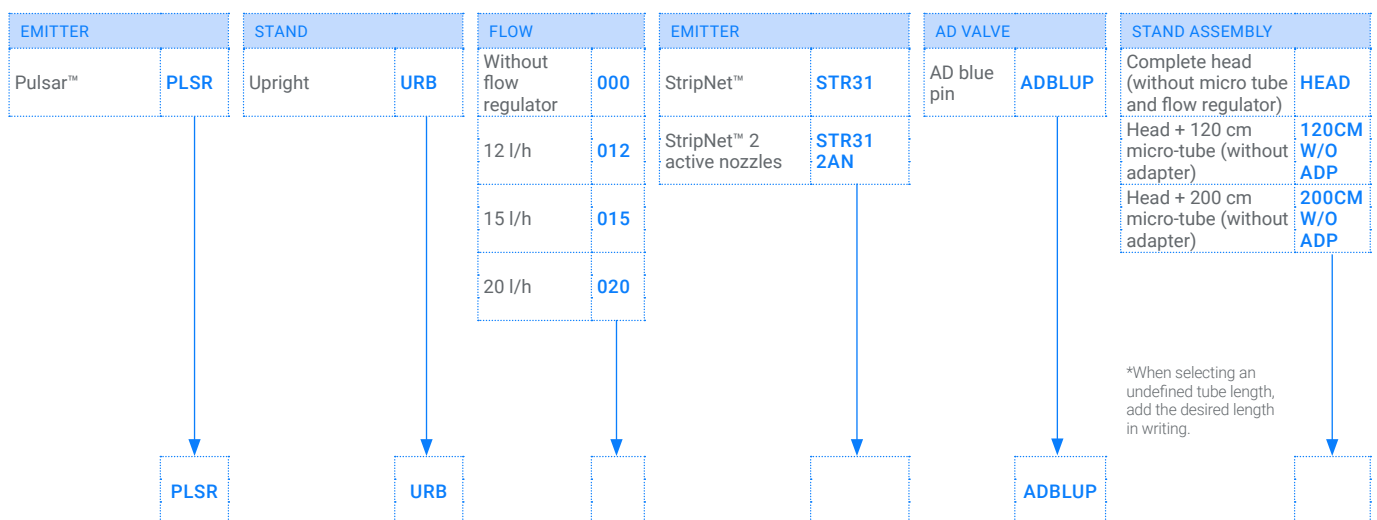 EMITTER
Pulsar™ PLSR
STAND
Upright URB
FLOW
Without
flow
regulator
000
12 l/h 012
15 l/h 015
20 l/h 020
EMITTER
StripNet™ STR31
StripNet™ 2
active nozzles
STR31
2AN
AD VALVE
AD blue
pin
ADBLUP
STAND ASSEMBLY
Complete head
(without micro tube
and flow regulator)
HEAD
Head + 120 cm
micro-tube (without
adapter)
120CM
W/O
ADP
Head + 200 cm
micro-tube (without
adapter)
200CM
W/O
ADP
*When selecting an
undefined tube length,
add the desired length
in writing.
PLSR URB ADBLUP